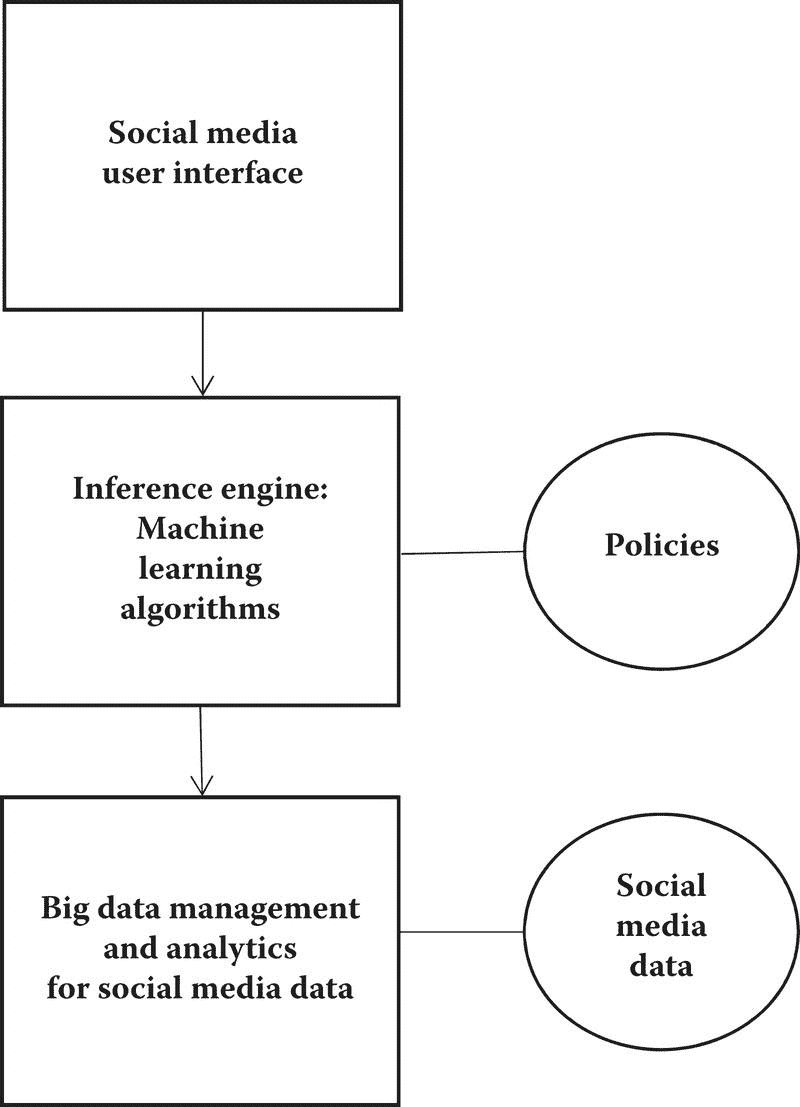 Social media
user interface
Inference engine:
Machine
learning
algorithms
Policies
Big data management
and analytics
for social media data
Social
media
data